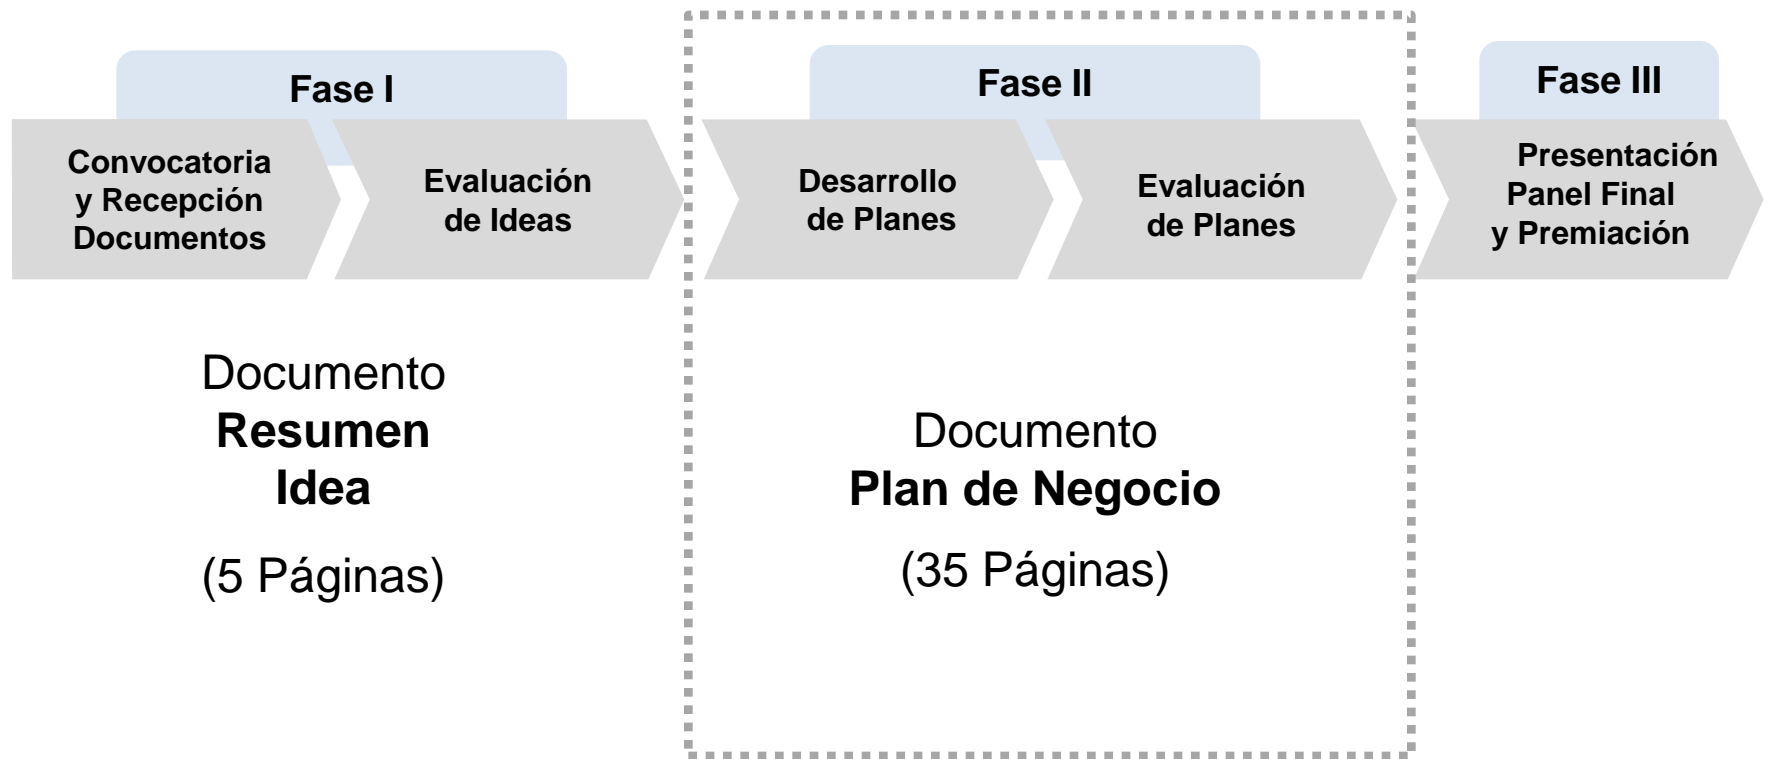 Fase I
Fase II
Fase III
Convocatoria
y Recepción
Documentos
Evaluación
de Ideas
Desarrollo
de Planes
Evaluación
de Planes
Presentación
Panel Final
y Premiación
Documento
Resumen
Idea
(5 Páginas)
Documento
Plan de Negocio
(35 Páginas)